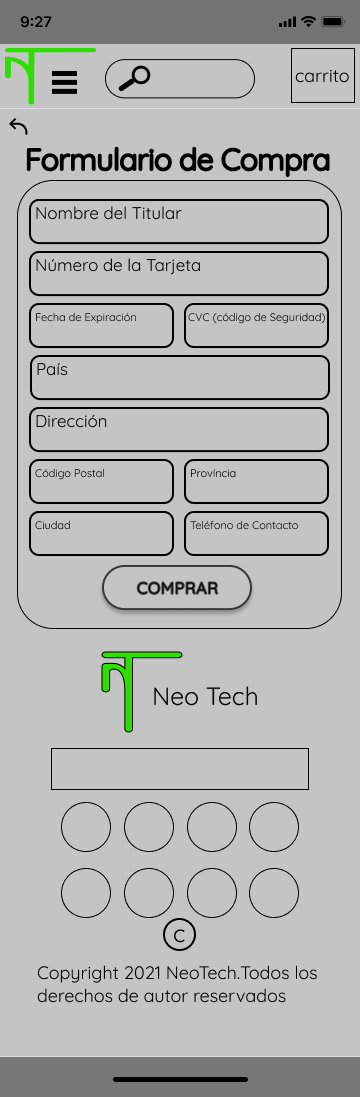 9:27
carrito
Formulario de Compra
Nombre del Titular
Número de la Tarjeta
Fecha de Expiración
CVC (código de Seguridad)
País
Dirección
Código Postal
Província
Ciudad
Teléfono de Contacto
COMPRAR
Neo Tech
C
Copyright 2021 NeoTech.Todos los
derechos de autor reservados